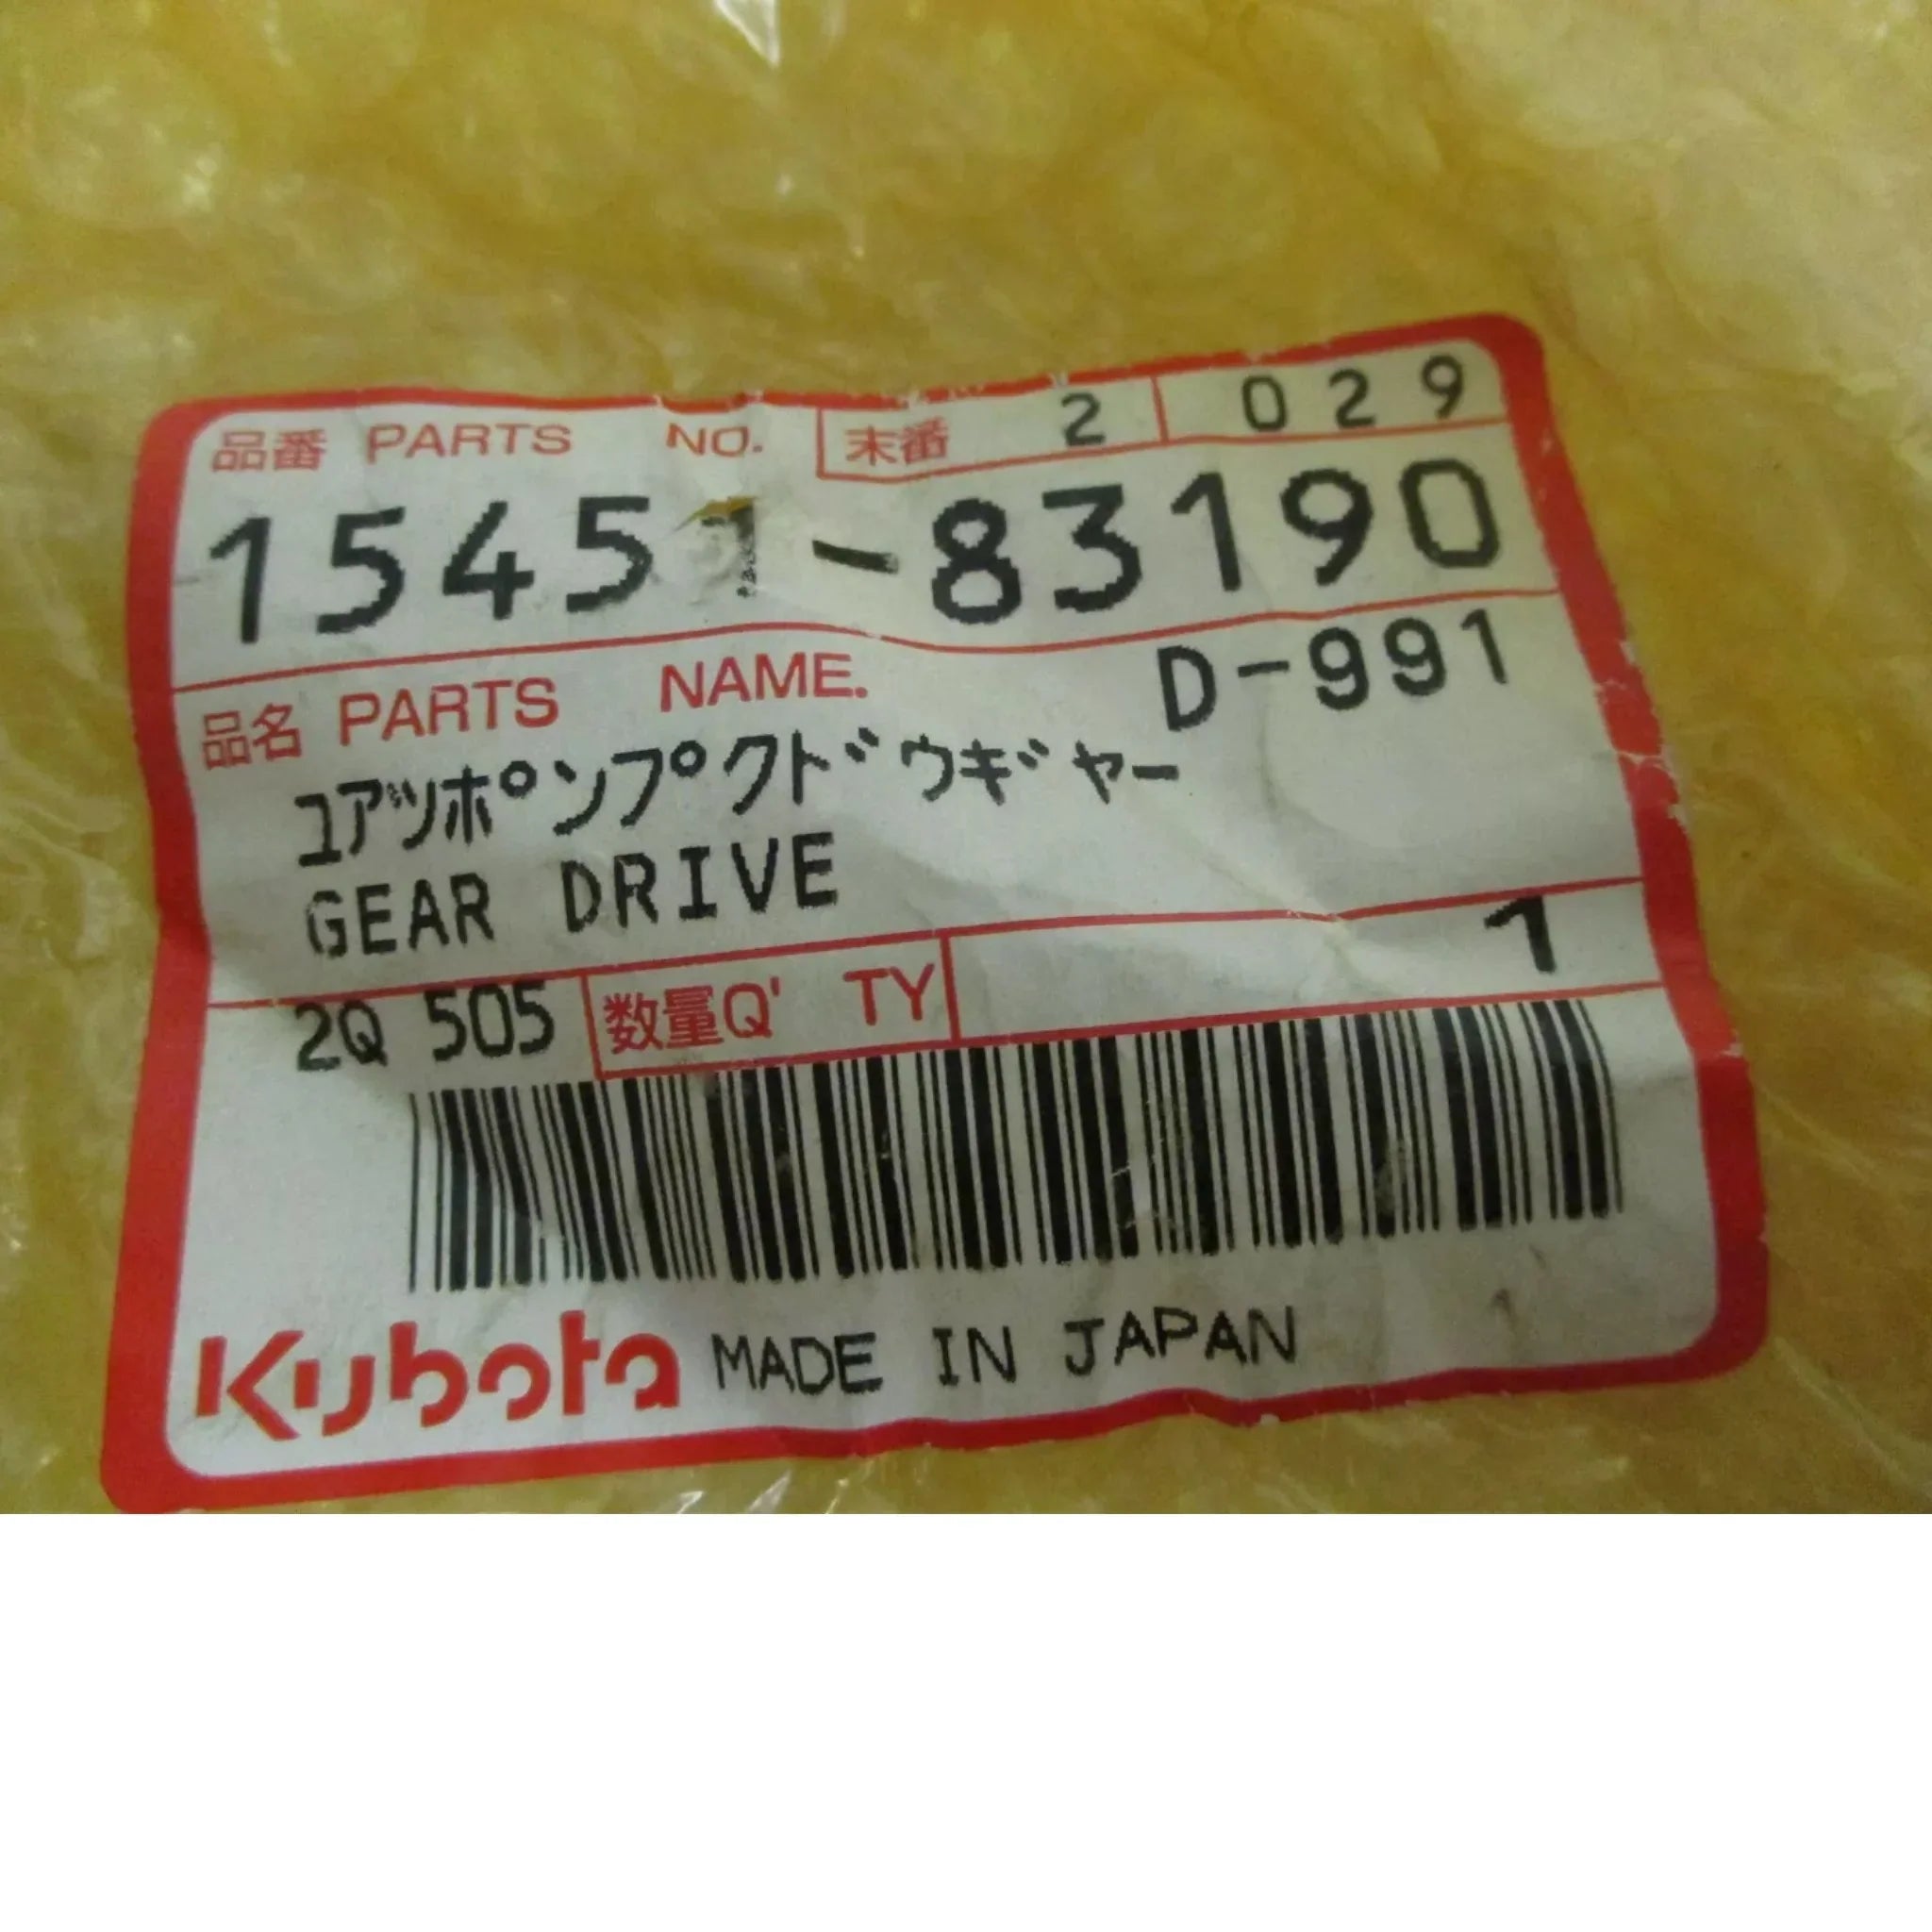 品番 PARTS NO. 末番 2 029
15451-83190
品名 PARTS NAME. D-991
ユアツポンプクドウギヤー
GEAR DRIVE
2Q 505 数量Q'TY 1
Kubota MADE IN JAPAN